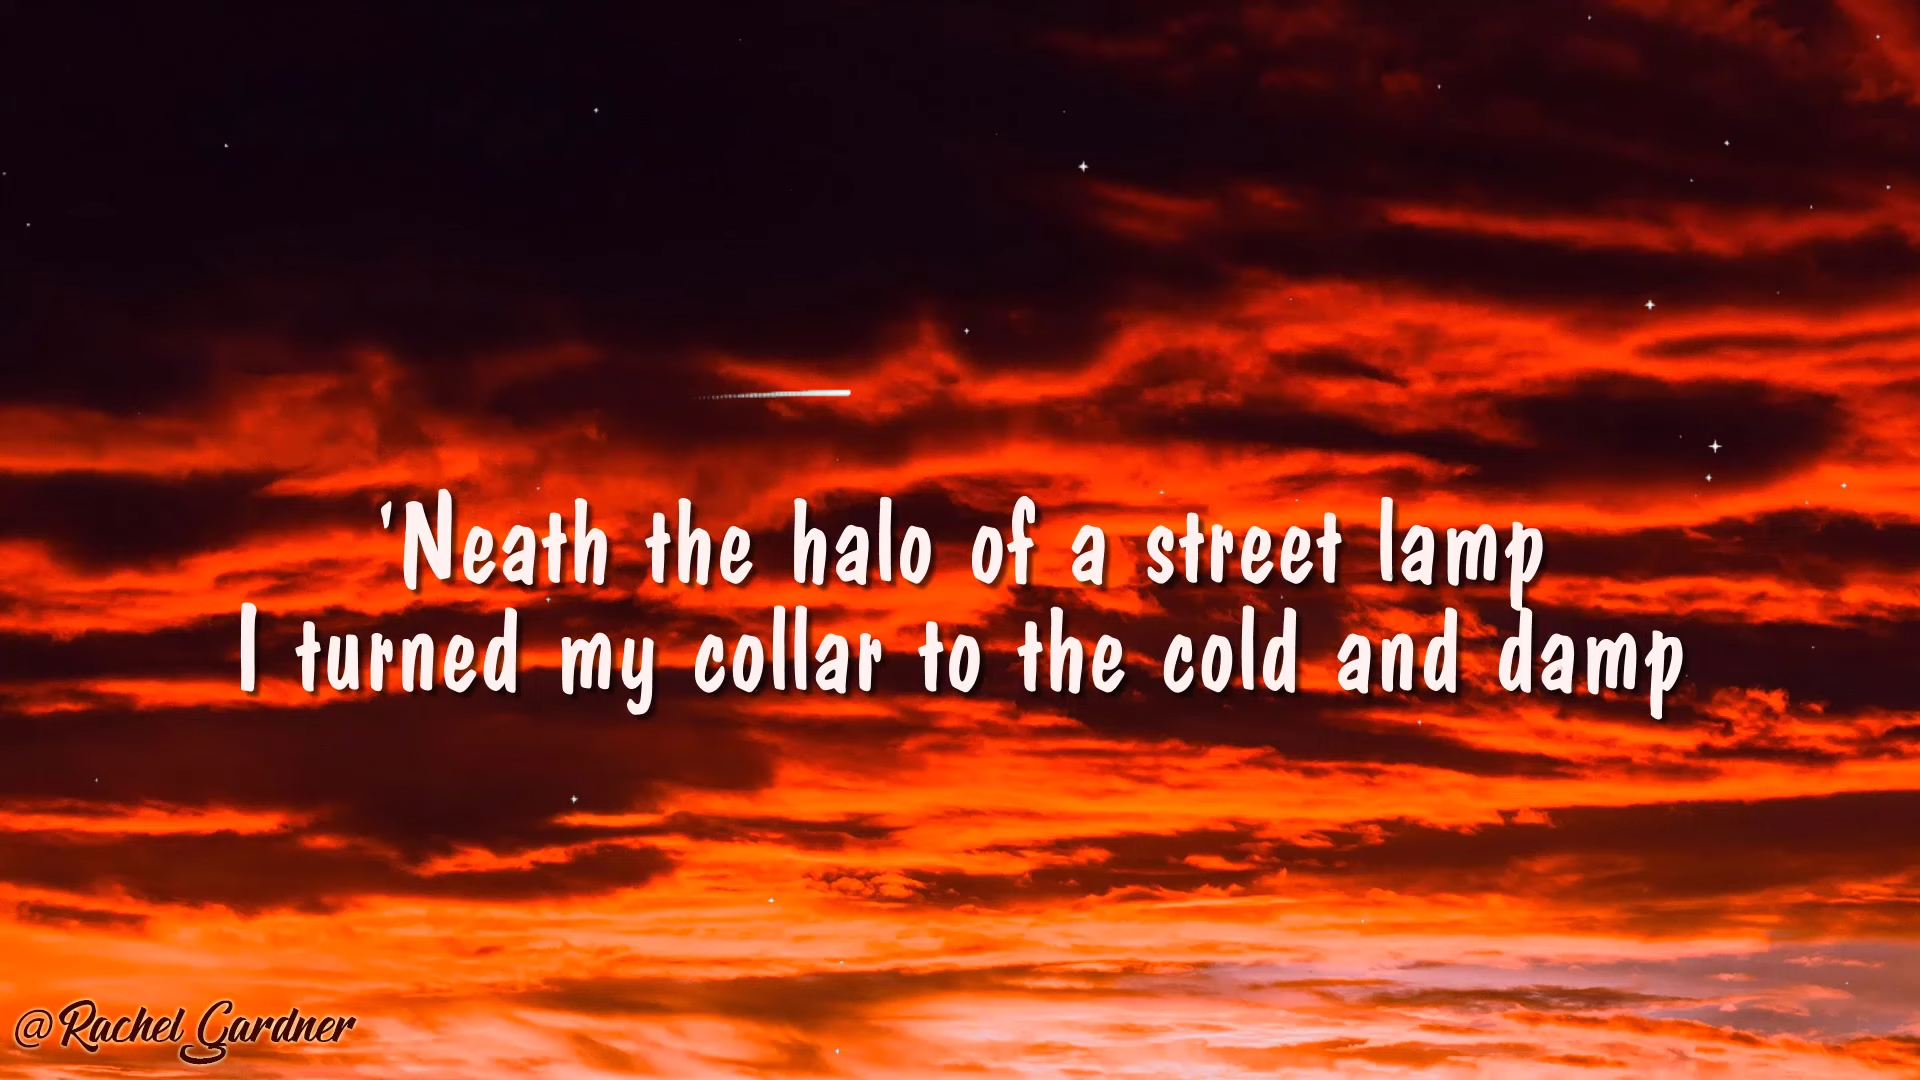 'Neath the halo of a street lamp
I turned my collar to the cold and damp
@Rachel Gardner